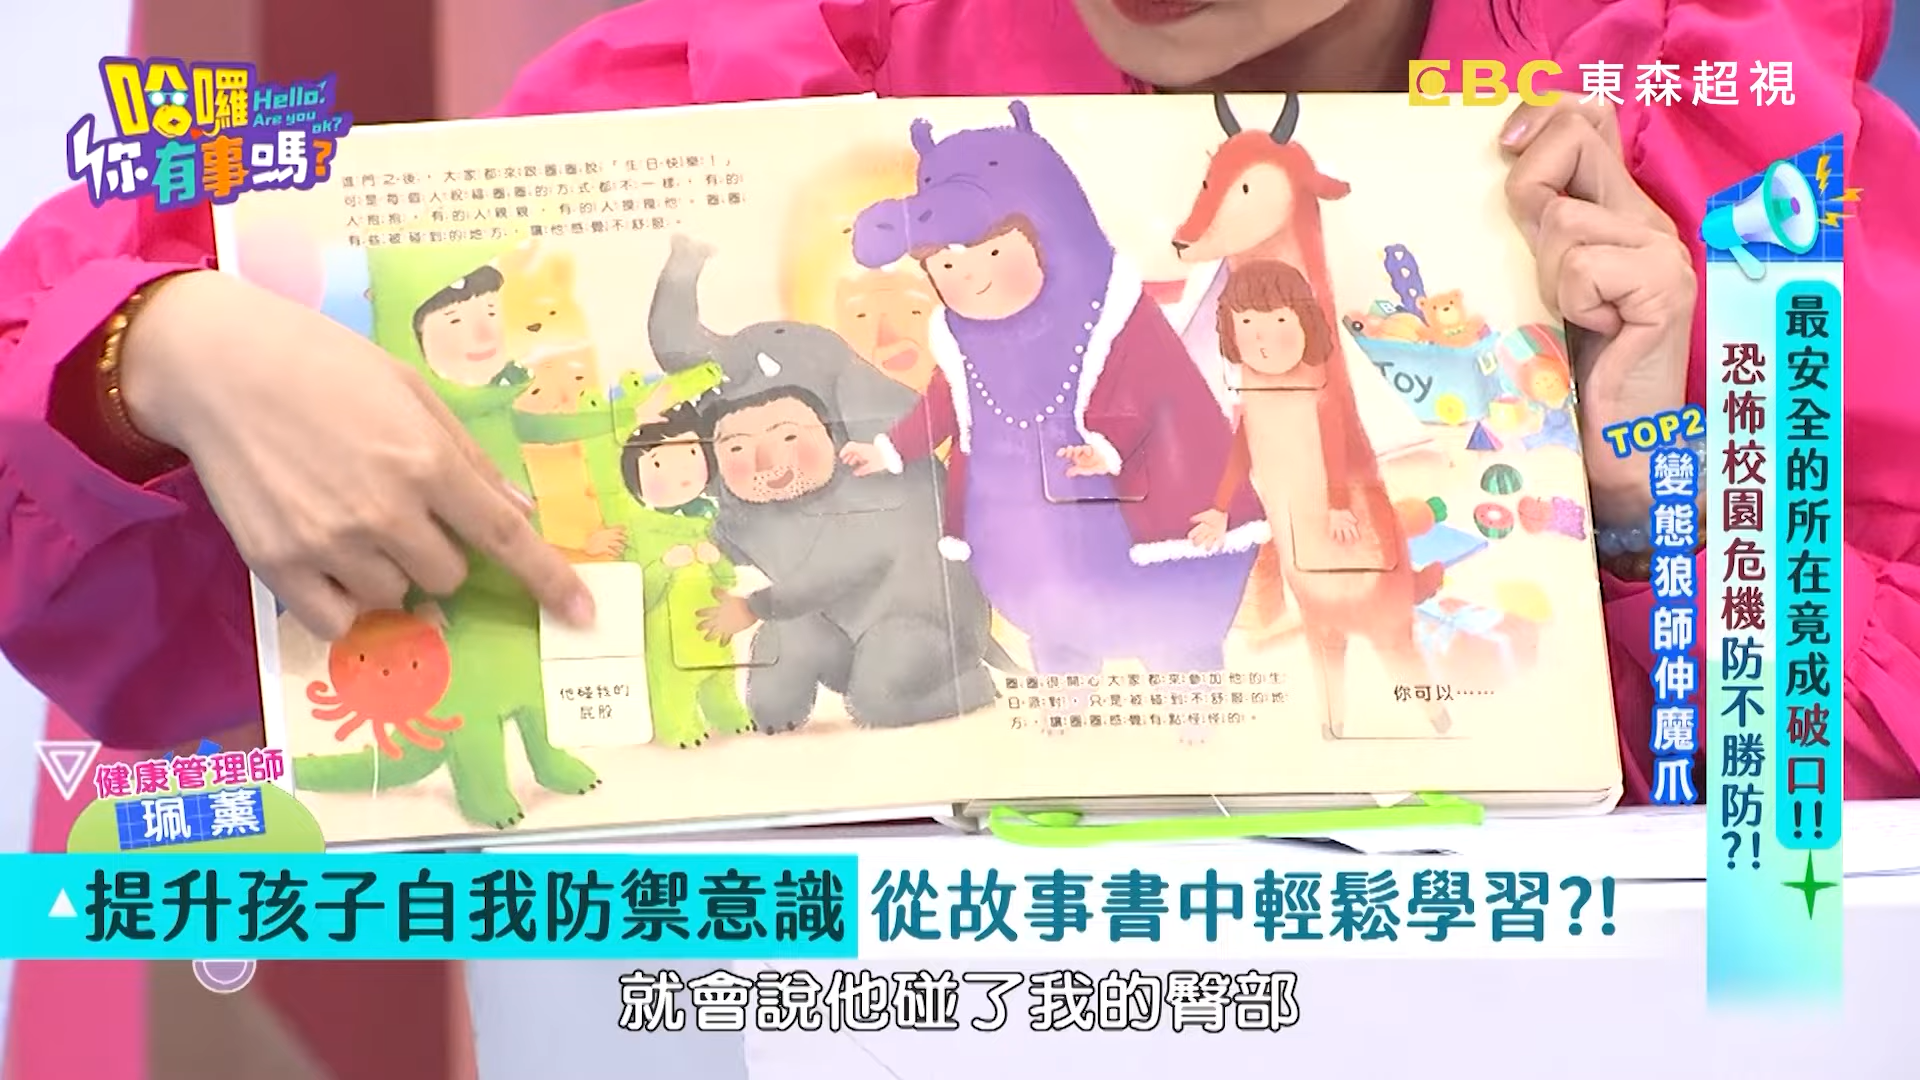 哈囉
Hello!
Are you
ok?
你有事嗎?
EBC 東森超視
進門之後，大家都來跟圈圈說「生日快樂！」
可是每個人祝福圈圈的方式都不一樣，有的
人抱抱，有的人親親，有的人摸摸他。圈圈
有些被碰到的地方，讓他感覺不舒服。
Toy
他碰我的
屁股
圈圈很開心大家都來參加他的生
日派對，只是被碰到不舒服的地
方，讓圈圈感覺有點怪怪的。
你可以……
最安全的所在竟成破口!!
恐怖校園危機防不勝防?!
TOP2
變態狼師伸魔爪
健康管理師
珮薰
提升孩子自我防禦意識 從故事書中輕鬆學習?!
就會說他碰了我的臀部